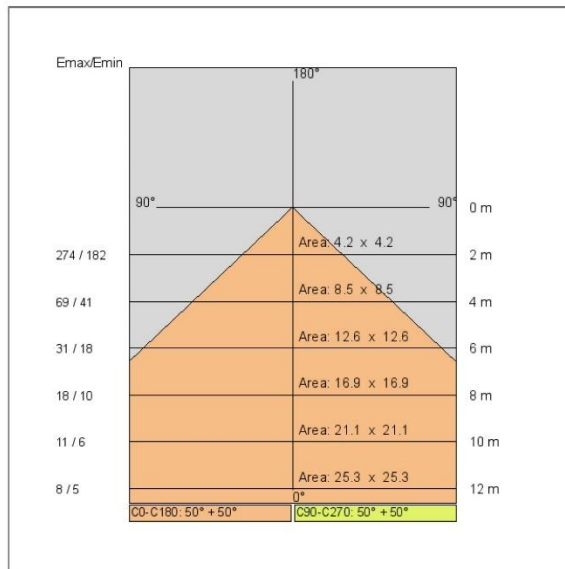 Emax/Emin
180°
90° 90° 0 m
Area: 4.2 x 4.2
274 / 182 2 m
Area: 8.5 x 8.5
69 / 41 4 m
Area: 12.6 x 12.6
31 / 18 6 m
Area: 16.9 x 16.9
18 / 10 8 m
Area: 21.1 x 21.1
11 / 6 10 m
Area: 25.3 x 25.3
8 / 5 0° 12 m
C0-C180: 50° + 50° C90-C270: 50° + 50°